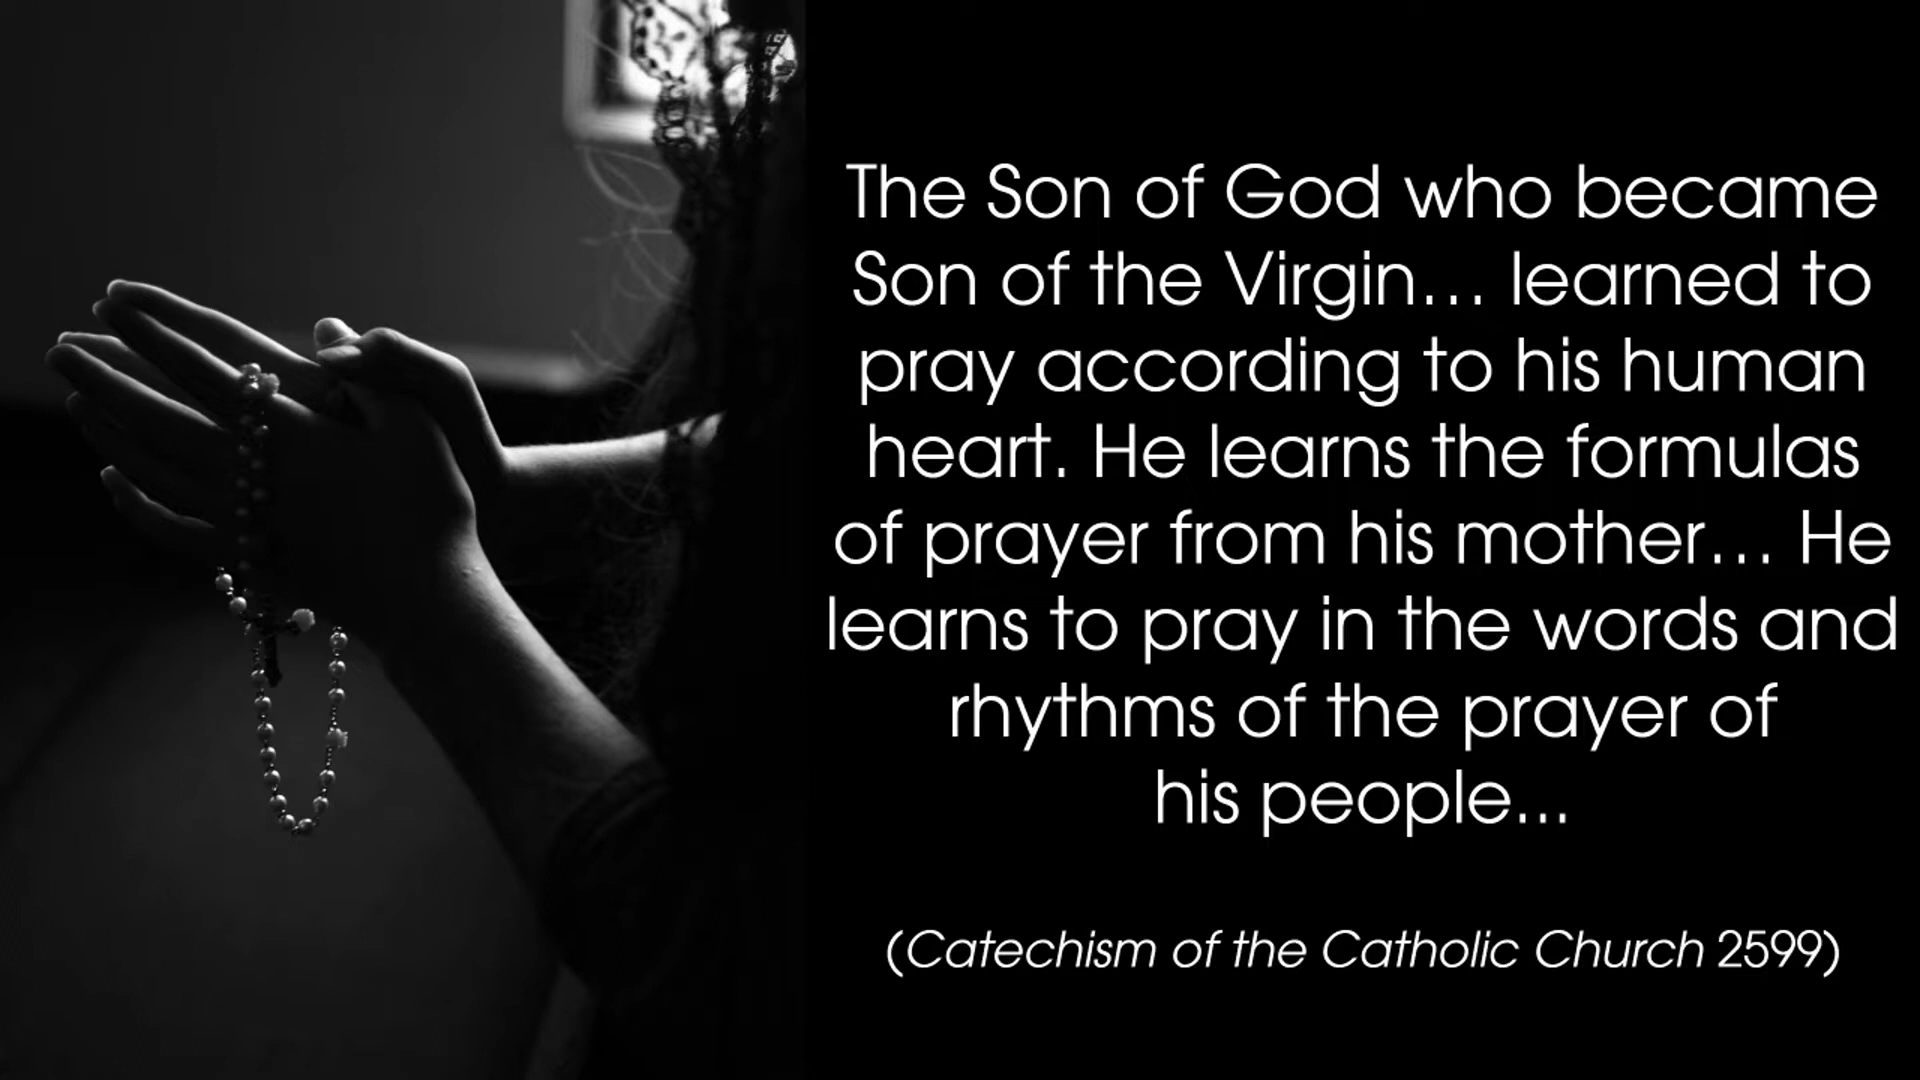 The Son of God who became
Son of the Virgin… learned to
pray according to his human
heart. He learns the formulas
of prayer from his mother… He
learns to pray in the words and
rhythms of the prayer of
his people...
(Catechism of the Catholic Church 2599)